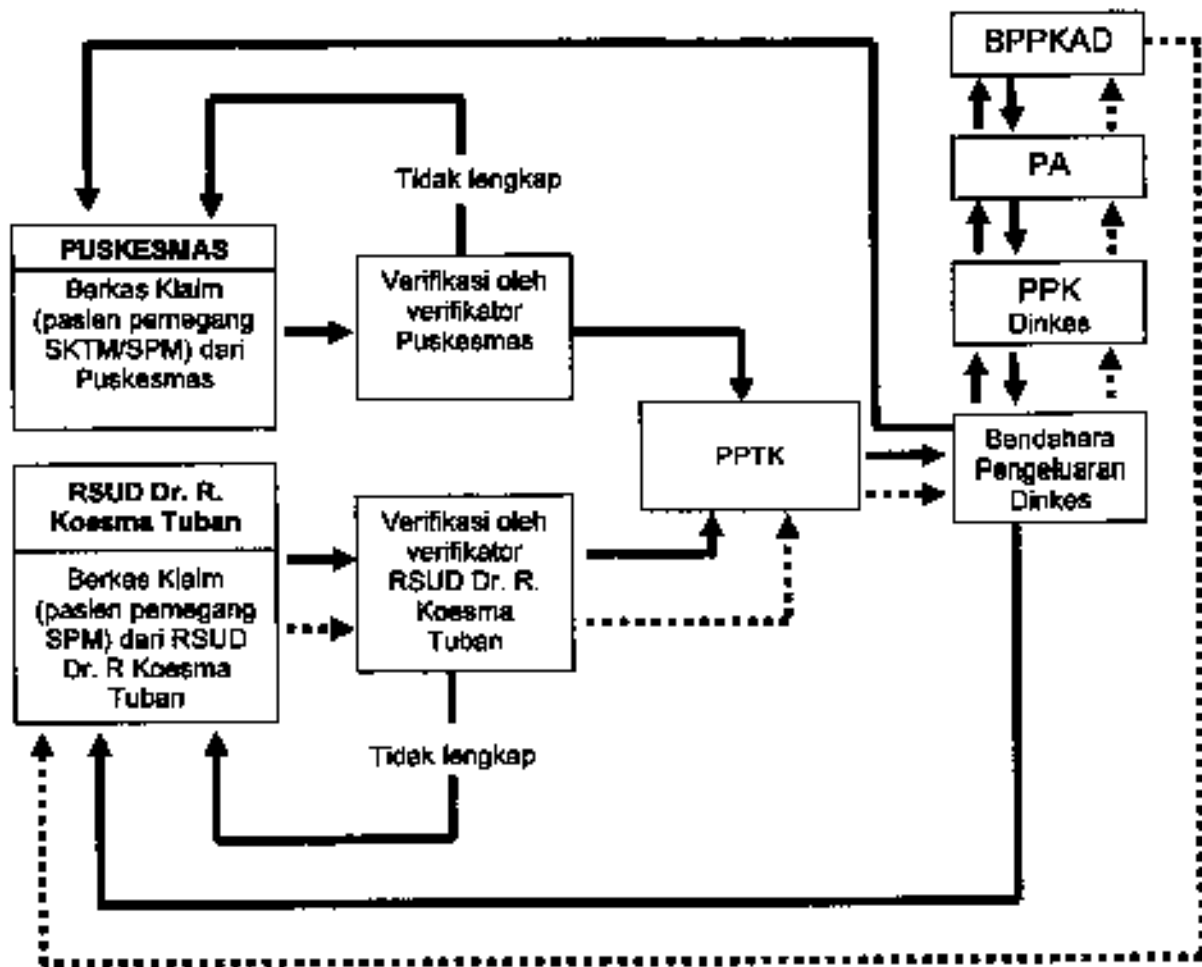 BPPKAD
PA
Tidak lengkap
PUSKESMAS
Berkas Klaim
(pasien pemegang
SKTM/SPM) dari
Puskesmas
Verifikasi oleh
verifikator
Puskesmas
PPK
Dinkes
PPTK
Bendahara
Pengeluaran
Dinkes
RSUD Dr. R.
Koesma Tuban
Berkas Klaim
(pasien pemegang
SPM) dari RSUD
Dr. R Koesma
Tuban
Verifikasi oleh
verifikator
RSUD Dr. R.
Koesma
Tuban
Tidak lengkap